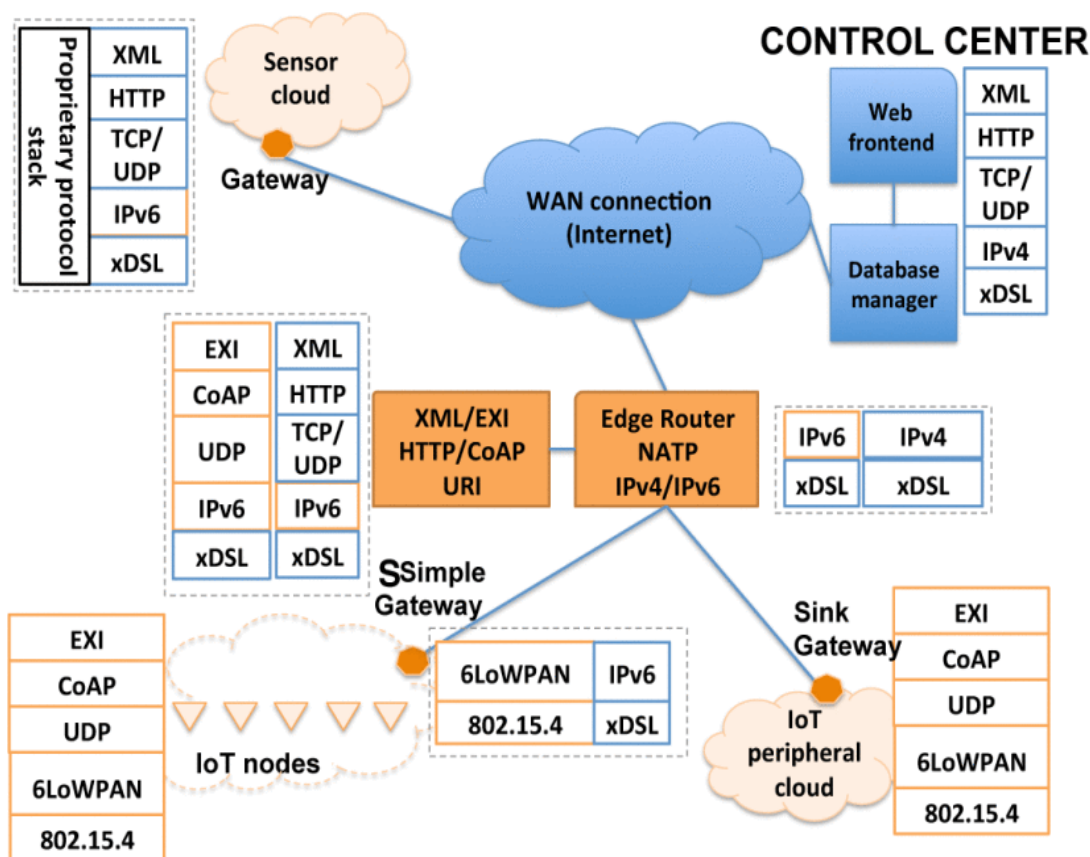 Proprietary protocol
stack
XML
HTTP
TCP/
UDP
IPv6
xDSL
Sensor
cloud
Gateway
WAN connection
(Internet)
CONTROL CENTER
Web
frontend
Database
manager
XML
HTTP
TCP/
UDP
IPv4
xDSL
EXI
CoAP
UDP
IPv6
xDSL
XML
HTTP
TCP/
UDP
IPv6
xDSL
XML/EXI
HTTP/CoAP
URI
Edge Router
NATP
IPv4/IPv6
IPv6
IPv4
xDSL
xDSL
SSimple
Gateway
Sink
Gateway
EXI
CoAP
UDP
6LoWPAN
802.15.4
IoT nodes
6LoWPAN
IPv6
802.15.4
xDSL
IoT
peripheral
cloud
EXI
CoAP
UDP
6LoWPAN
802.15.4